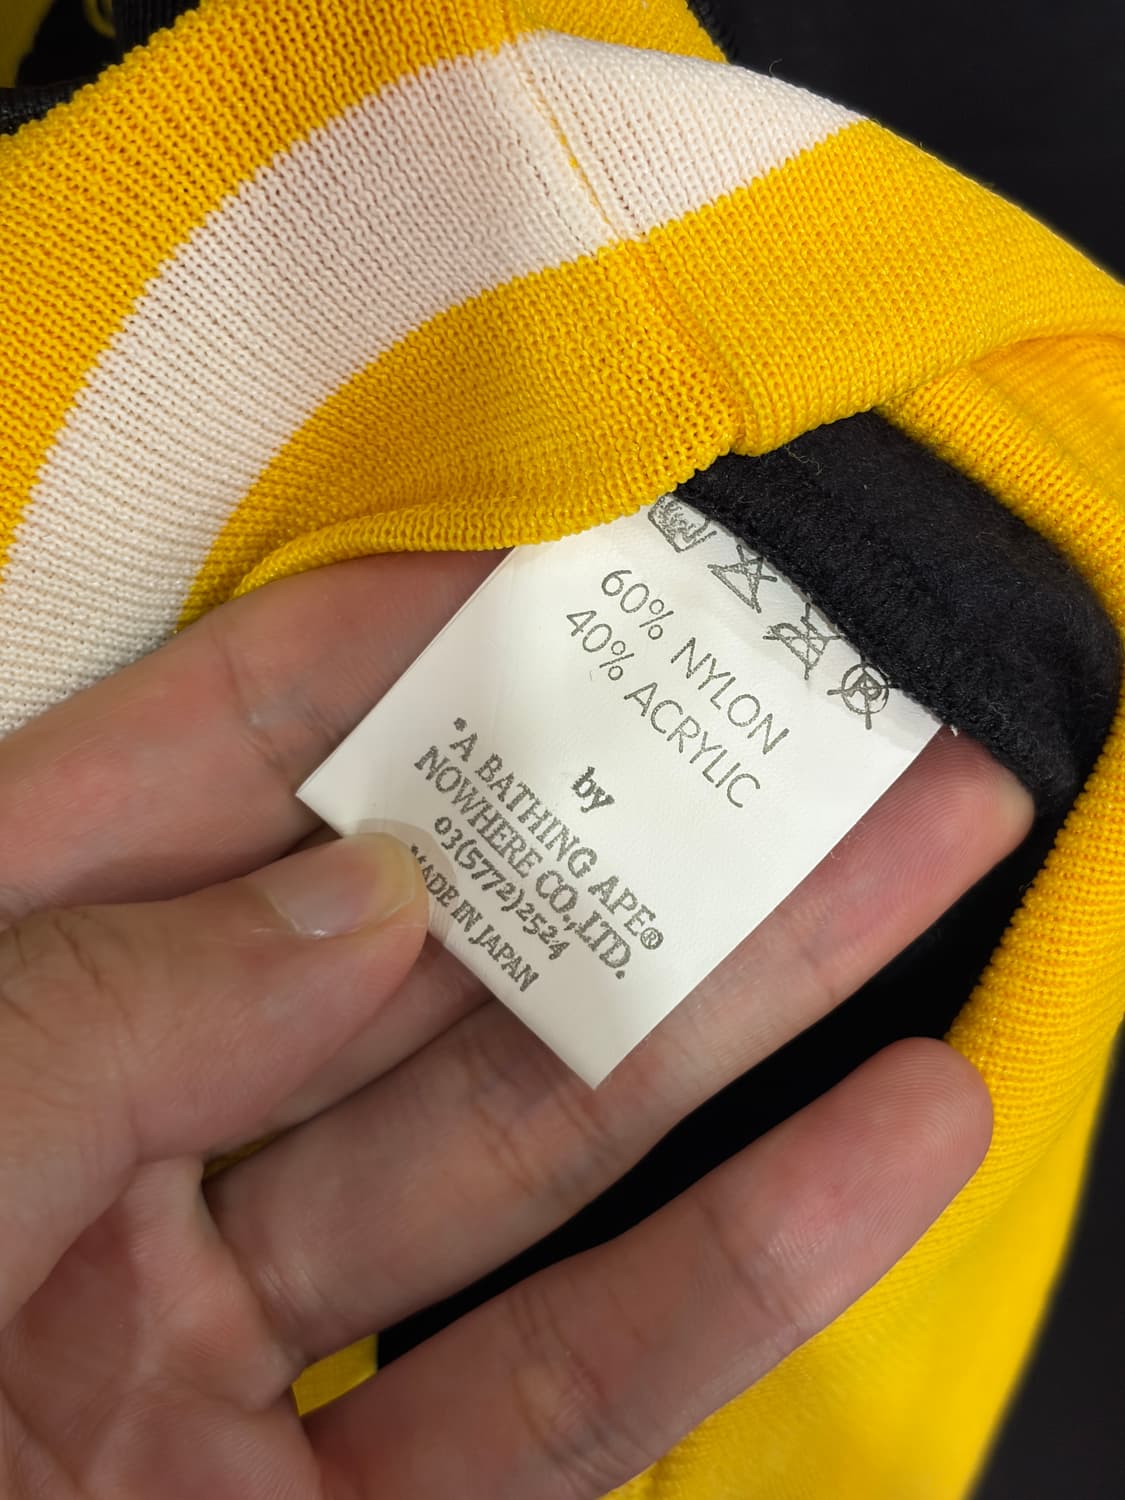 60% NYLON
40% ACRYLIC
by
"A BATHING APE®
NOWHERE CO.,LTD.
03(5772)2524
MADE IN JAPAN